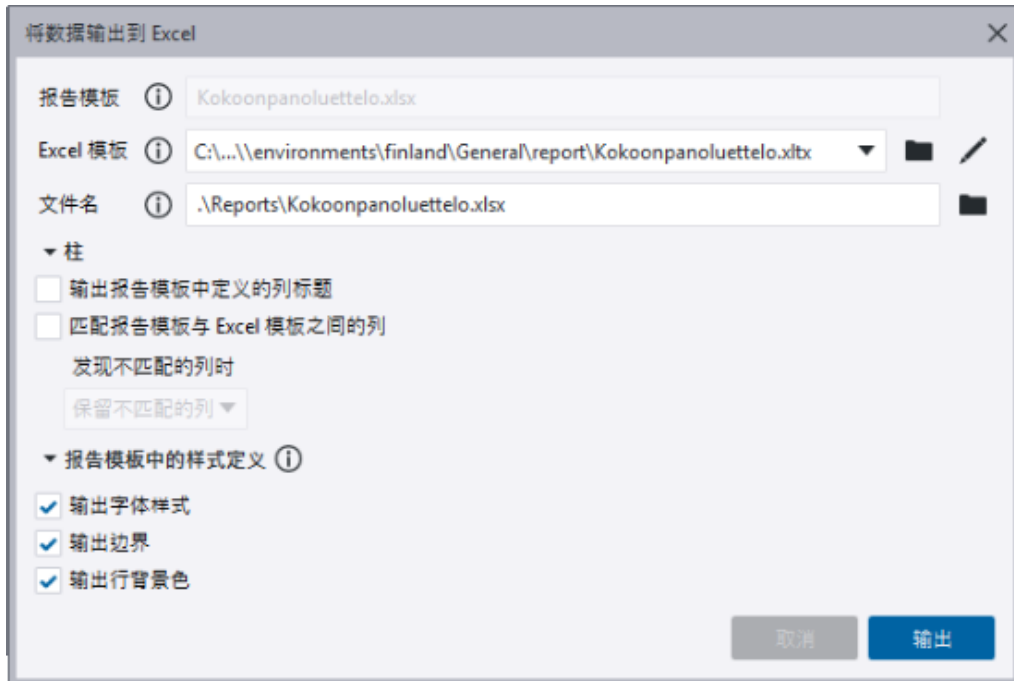 将数据输出到 Excel
报告模板 Kokoonpanoluettelo.xlsx
Excel 模板 C:\...\\environments\finland\General\report\Kokoonpanoluettelo.xltx
文件名 .\Reports\Kokoonpanoluettelo.xlsx
柱
输出报告模板中定义的列标题
匹配报告模板与 Excel 模板之间的列
发现不匹配的列时
保留不匹配的列
报告模板中的样式定义
输出字体样式
输出边界
输出行背景色
取消 输出